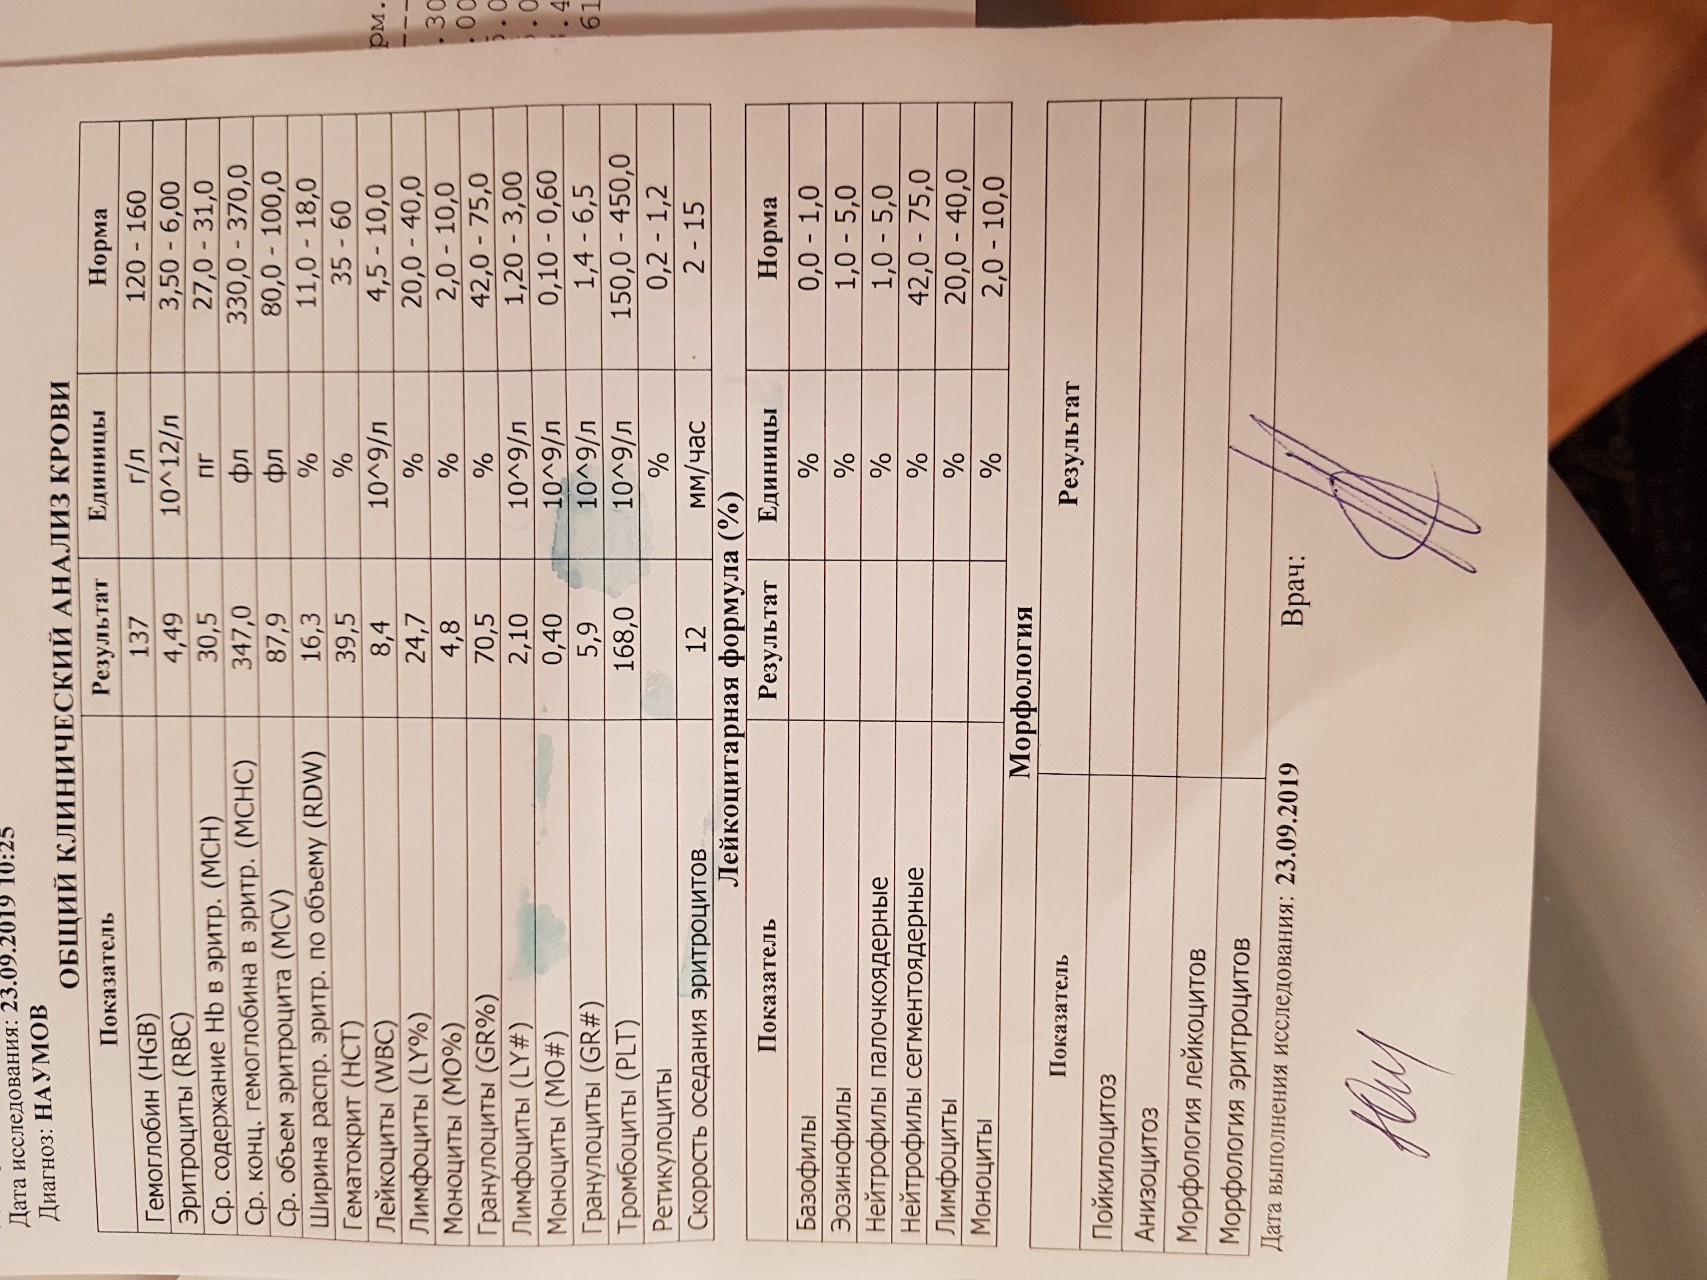 Дата исследования: 23.09.2019 10:25
Диагноз: НАУМОВ
ОБЩИЙ КЛИНИЧЕСКИЙ АНАЛИЗ КРОВИ
Показатель Результат Единицы Норма
Гемоглобин (HGB) 137 г/л 120 - 160
Эритроциты (RBC) 4,49 10^12/л 3,50 - 6,00
Ср. содержание Hb в эритр. (MCH) 30,5 пг 27,0 - 31,0
Ср. конц. гемоглобина в эритр. (MCHC) 347,0 фл 330,0 - 370,0
Ср. объем эритроцита (MCV) 87,9 фл 80,0 - 100,0
Ширина распр. эритр. по объему (RDW) 16,3 % 11,0 - 18,0
Гематокрит (HCT) 39,5 % 35 - 60
Лейкоциты (WBC) 8,4 10^9/л 4,5 - 10,0
Лимфоциты (LY%) 24,7 % 20,0 - 40,0
Моноциты (MO%) 4,8 % 2,0 - 10,0
Гранулоциты (GR%) 70,5 % 42,0 - 75,0
Лимфоциты (LY#) 2,10 10^9/л 1,20 - 3,00
Моноциты (MO#) 0,40 10^9/л 0,10 - 0,60
Гранулоциты (GR#) 5,9 10^9/л 1,4 - 6,5
Тромбоциты (PLT) 168,0 10^9/л 150,0 - 450,0
Ретикулоциты % 0,2 - 1,2
Скорость оседания эритроцитов 12 мм/час 2 - 15
Лейкоцитарная формула (%)
Показатель Результат Единицы Норма
Базофилы % 0,0 - 1,0
Эозинофилы % 1,0 - 5,0
Нейтрофилы палочкоядерные % 1,0 - 5,0
Нейтрофилы сегментоядерные % 42,0 - 75,0
Лимфоциты % 20,0 - 40,0
Моноциты % 2,0 - 10,0
Морфология
Показатель Результат
Пойкилоцитоз
Анизоцитоз
Морфология лейкоцитов
Морфология эритроцитов
Дата выполнения исследования: 23.09.2019 Врач: